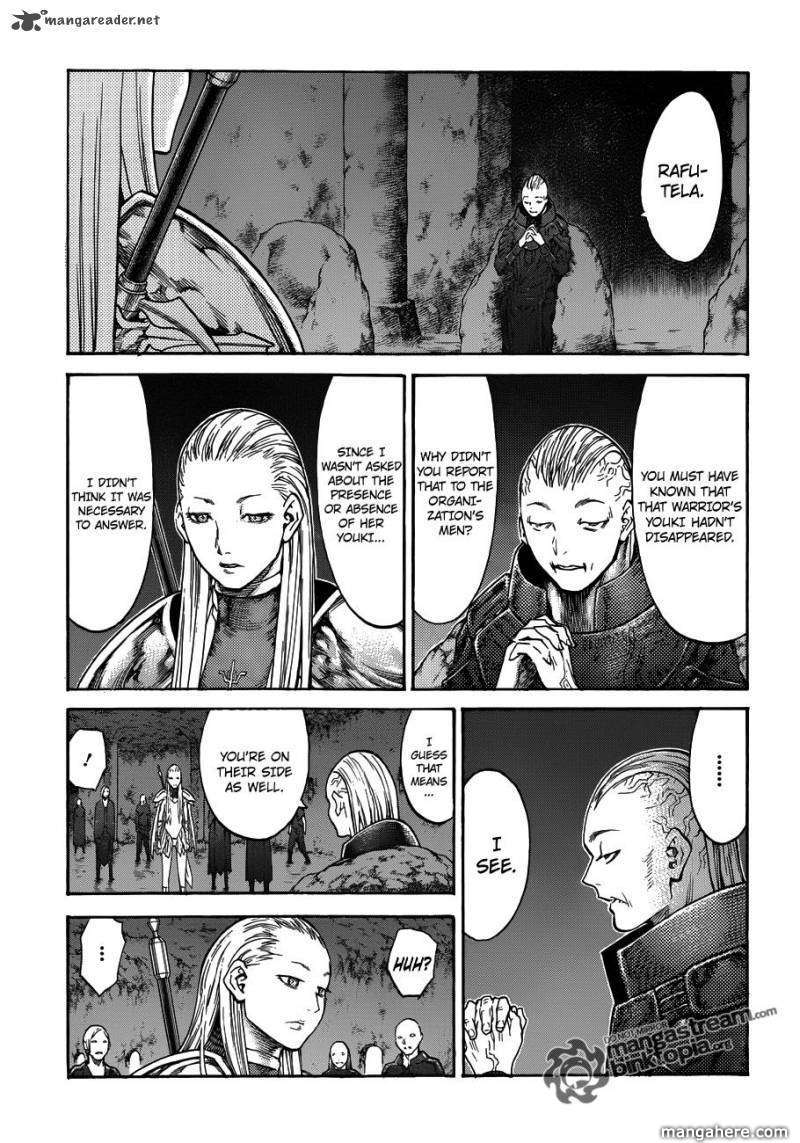 mangareader.net
RAFU-
TELA.
YOU MUST HAVE
KNOWN THAT
THAT WARRIOR'S
YOUKI HADN'T
DISAPPEARED.
WHY DIDN'T
YOU REPORT
THAT TO THE
ORGANI-
ZATION'S
MEN?
SINCE I
WASN'T ASKED
ABOUT THE
PRESENCE
OR ABSENCE
OF HER
YOUKI...
I DIDN'T
THINK IT WAS
NECESSARY
TO ANSWER.
......
I
SEE.
I
GUESS
THAT
MEANS
...
YOU'RE ON
THEIR SIDE
AS WELL.
!
HUH?
...
mangastream.com
binktopia.org
mangahere.com